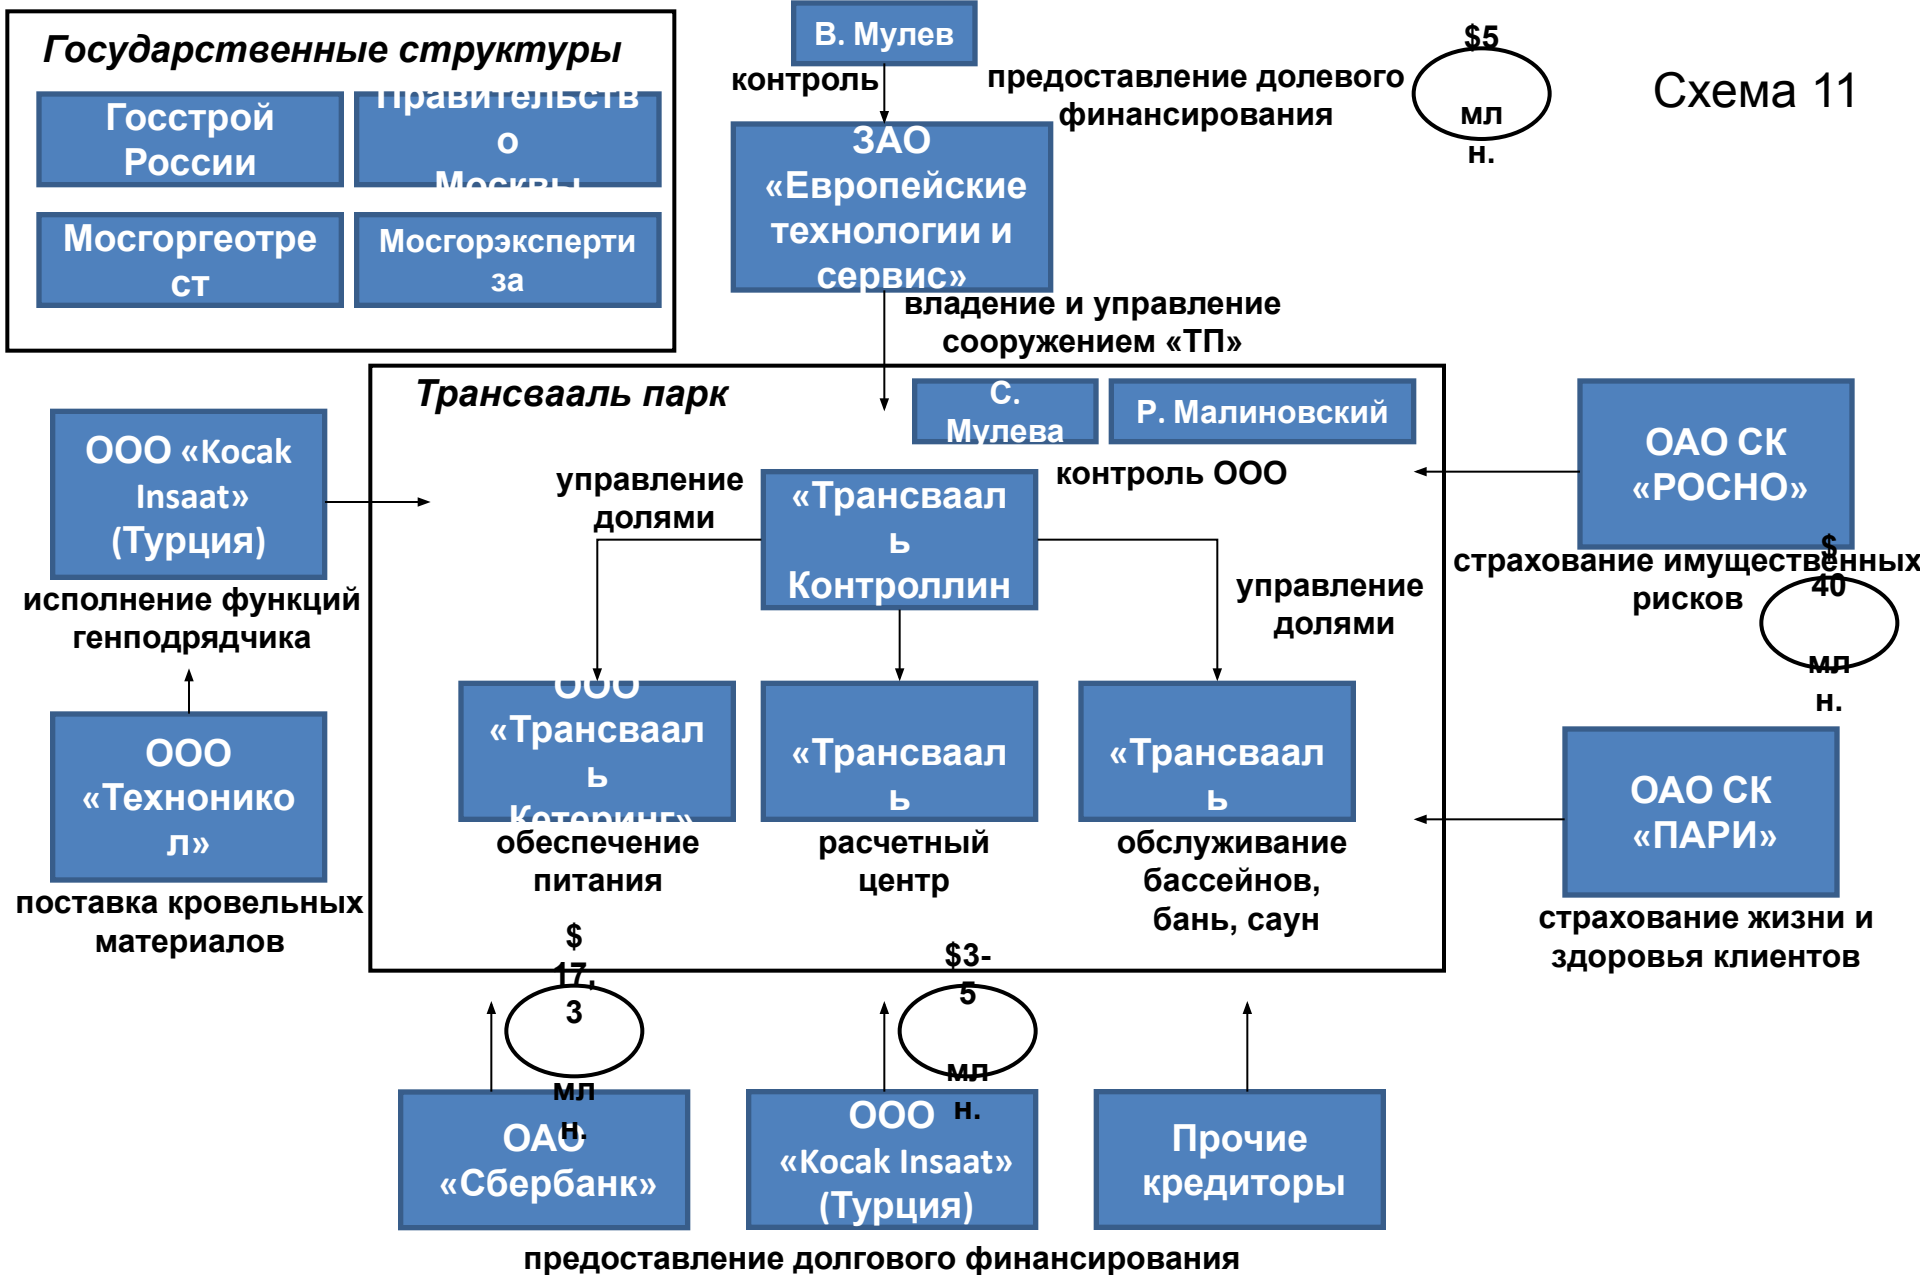 Государственные структуры
Госстрой
России
Правительств
о
Москвы
Мосгоргеотре
ст
Мосгорэксперти
за
В. Мулев
контроль
предоставление долевого
финансирования
$5
мл
н.
Схема 11
ЗАО
«Европейские
технологии и
сервис»
владение и управление
сооружением «ТП»
Трансвааль парк
С.
Мулева
Р. Малиновский
контроль ООО
управление
долями
«Трансваал
ь
Контроллин
управление
долями
ООО «Kocak
Insaat»
(Турция)
исполнение функций
генподрядчика
ООО
«Техноникo
л»
поставка кровельных
материалов
ОАО СК
«РОСНО»
страхование имущественных
рисков
$
40
мл
н.
ОАО СК
«ПАРИ»
страхование жизни и
здоровья клиентов
ООО
«Трансваал
ь
Кетеринг»
обеспечение
питания
«Трансваал
ь
расчетный
центр
«Трансваал
ь
обслуживание
бассейнов,
бань, саун
$
17,
3
мл
н.
$3-
5
мл
н.
ОАО
«Сбербанк»
ООО
«Kocak Insaat»
(Турция)
Прочие
кредиторы
предоставление долгового финансирования